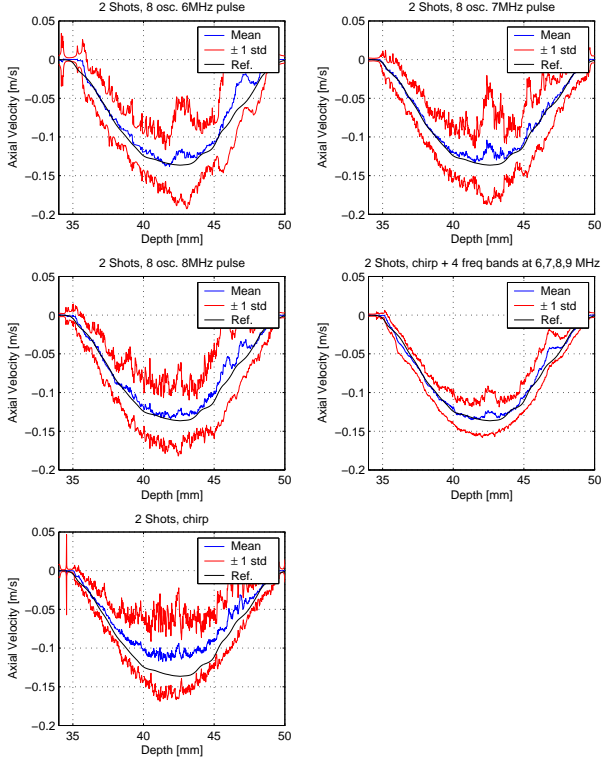 2 Shots, 8 osc. 6MHz pulse
0.05
0
−0.05
−0.1
−0.15
−0.2
Axial Velocity [m/s]
Mean
± 1 std
Ref.
35 40 45 50
Depth [mm]
2 Shots, 8 osc. 7MHz pulse
0.05
0
−0.05
−0.1
−0.15
−0.2
Axial Velocity [m/s]
Mean
± 1 std
Ref.
35 40 45 50
Depth [mm]
2 Shots, 8 osc. 8MHz pulse
0.05
0
−0.05
−0.1
−0.15
−0.2
Axial Velocity [m/s]
Mean
± 1 std
Ref.
35 40 45 50
Depth [mm]
2 Shots, chirp + 4 freq bands at 6,7,8,9 MHz
0.05
0
−0.05
−0.1
−0.15
−0.2
Axial Velocity [m/s]
Mean
± 1 std
Ref.
35 40 45 50
Depth [mm]
2 Shots, chirp
0.05
0
−0.05
−0.1
−0.15
−0.2
Axial Velocity [m/s]
Mean
± 1 std
Ref.
35 40 45 50
Depth [mm]